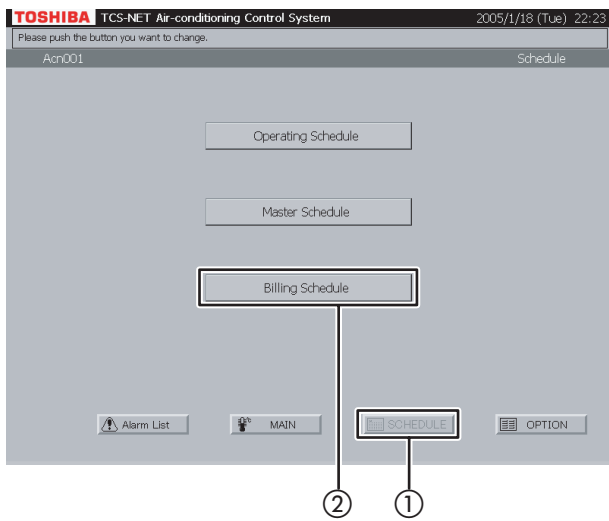 TOSHIBA TCS-NET Air-conditioning Control System 2005/1/18 (Tue) 22:23
Please push the button you want to change.
Acn001 Schedule
Operating Schedule
Master Schedule
Billing Schedule
Alarm List MAIN SCHEDULE OPTION
② ①